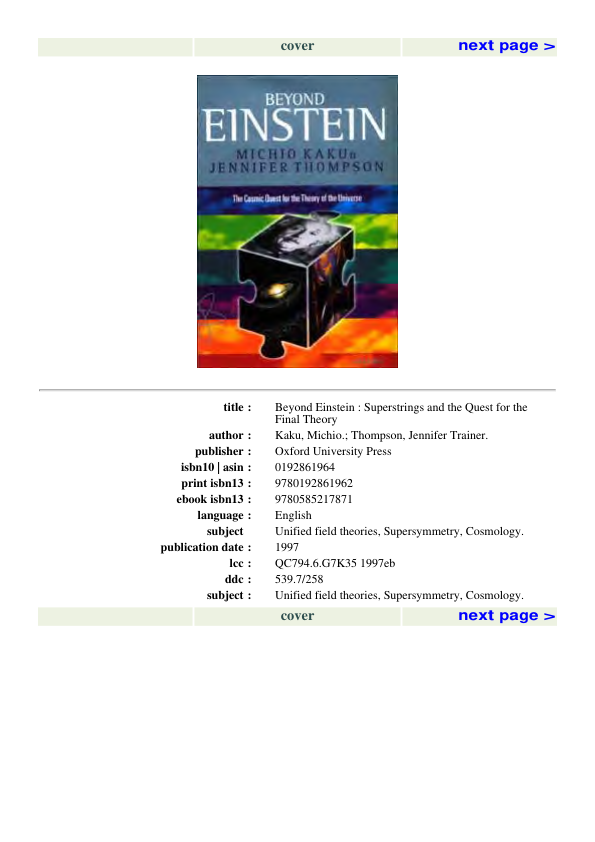 cover next page >
BEYOND
EINSTEIN
MICHIO KAKU &
JENNIFER THOMPSON
The Cosmic Quest for the Theory of the Universe
title : Beyond Einstein : Superstrings and the Quest for the
Final Theory
author : Kaku, Michio.; Thompson, Jennifer Trainer.
publisher : Oxford University Press
isbn10 | asin : 0192861964
print isbn13 : 9780192861962
ebook isbn13 : 9780585217871
language : English
subject Unified field theories, Supersymmetry, Cosmology.
publication date : 1997
lcc : QC794.6.G7K35 1997eb
ddc : 539.7/258
subject : Unified field theories, Supersymmetry, Cosmology.
cover next page >